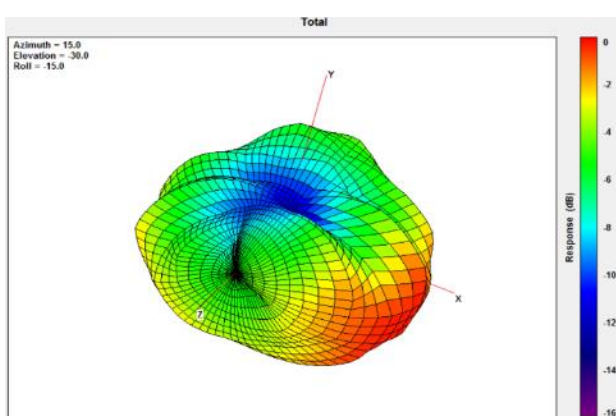 Total
Azimuth = 15.0
Elevation = -30.0
Roll = -15.0
Y
X
Z
0
-2
-4
-6
-8
-10
-12
-14
-16
Response (dB)